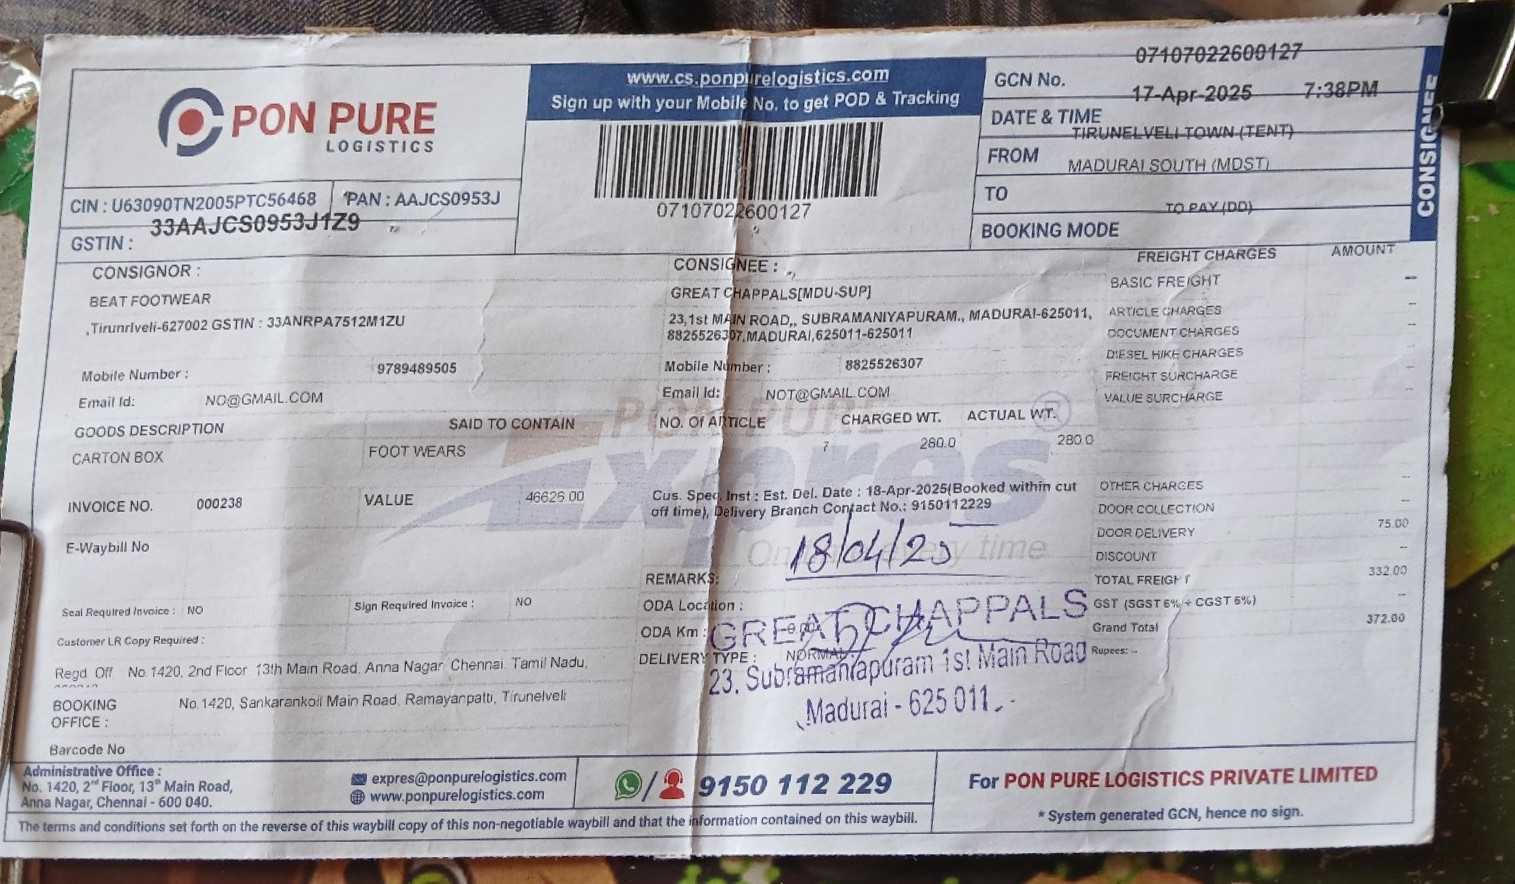 PON PURE
LOGISTICS
CIN : U63090TN2005PTC56468 PAN : AAJCS0953J
GSTIN : 33AAJCS0953J1Z9
www.cs.ponpurelogistics.com
Sign up with your Mobile No. to get POD & Tracking
07107022600127
GCN No. 07107022600127
DATE & TIME 17-Apr-2025 7:38PM
FROM TIRUNELVELI TOWN (TENT)
TO MADURAI SOUTH (MDST)
BOOKING MODE TO PAY (DD)
CONSIGNEE
CONSIGNOR :
BEAT FOOTWEAR
,Tirunrlveli-627002 GSTIN : 33ANRPA7512M1ZU
Mobile Number : 9789489505
Email Id: NO@GMAIL.COM
CONSIGNEE :
GREAT CHAPPALS[MDU-SUP]
23,1st MAIN ROAD,, SUBRAMANIYAPURAM., MADURAI-625011,
8825526307,MADURAI,625011-625011
Mobile Number : 8825526307
Email Id: NOT@GMAIL.COM
GOODS DESCRIPTION SAID TO CONTAIN NO. Of ARTICLE CHARGED WT. ACTUAL WT.
CARTON BOX FOOT WEARS 7 280.0 280.0
PON PURE
Expres
On time
INVOICE NO. 000238 VALUE 46626.00
Cus. Spec. Inst : Est. Del. Date : 18-Apr-2025(Booked within cut
off time), Delivery Branch Contact No.: 9150112229
E-Waybill No
18/04/25
REMARKS:
Seal Required Invoice : NO Sign Required Invoice : NO
ODA Location :
Customer LR Copy Required :
ODA Km :
DELIVERY TYPE : NORMAL
GREAT CHAPPALS
23, Subramaniapuram 1st Main Road
Madurai - 625 011.
Regd Off No 1420, 2nd Floor 13th Main Road, Anna Nagar, Chennai, Tamil Nadu,
BOOKING OFFICE : No.1420, Sankarankoil Main Road, Ramayanpatti, Tirunelveli
Barcode No
FREIGHT CHARGES AMOUNT
BASIC FREIGHT --
ARTICLE CHARGES --
DOCUMENT CHARGES --
DIESEL HIKE CHARGES --
FREIGHT SURCHARGE --
VALUE SURCHARGE --
OTHER CHARGES --
DOOR COLLECTION --
DOOR DELIVERY 75.00
DISCOUNT --
TOTAL FREIGHT 332.00
GST (SGST 6% + CGST 6%) --
Grand Total 372.00
Rupees: --
Administrative Office :
No. 1420, 2nd Floor, 13th Main Road,
Anna Nagar, Chennai - 600 040.
expres@ponpurelogistics.com
www.ponpurelogistics.com
9150 112 229
For PON PURE LOGISTICS PRIVATE LIMITED
* System generated GCN, hence no sign.
The terms and conditions set forth on the reverse of this waybill copy of this non-negotiable waybill and that the information contained on this waybill.